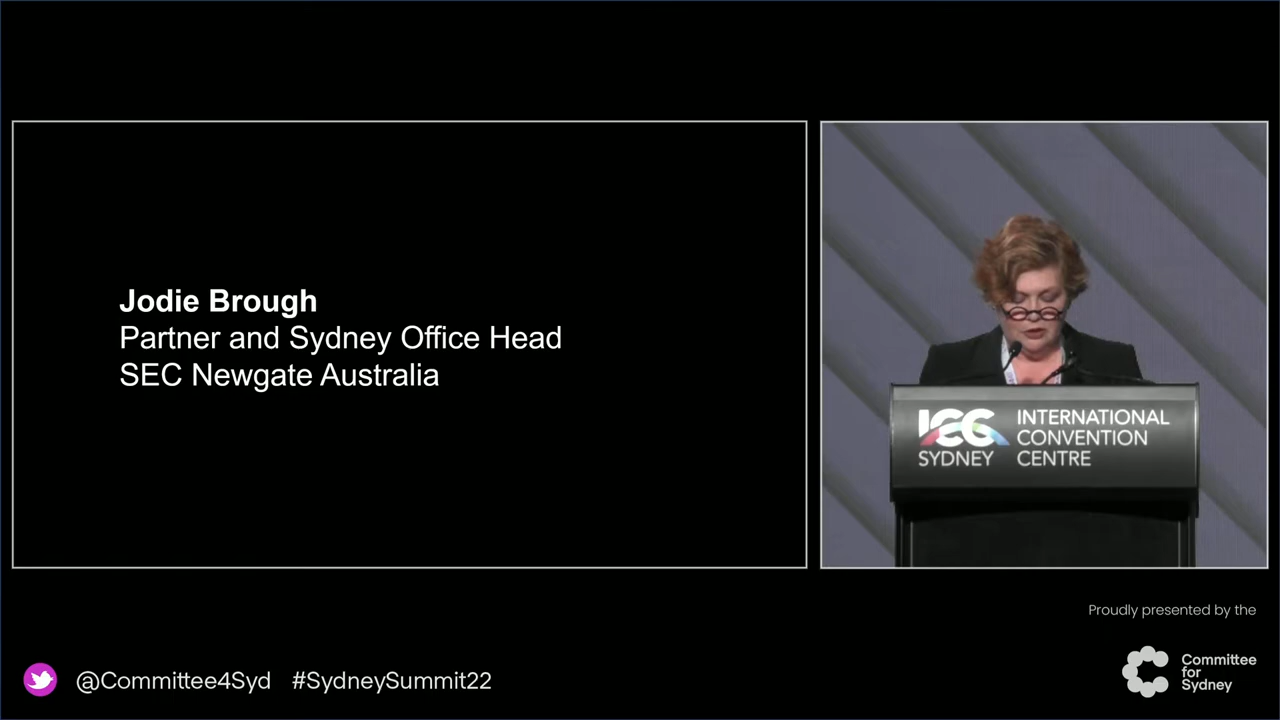 Jodie Brough
Partner and Sydney Office Head
SEC Newgate Australia
ICC
SYDNEY
INTERNATIONAL
CONVENTION
CENTRE
Proudly presented by the
@Committee4Syd #SydneySummit22
Committee
for
Sydney